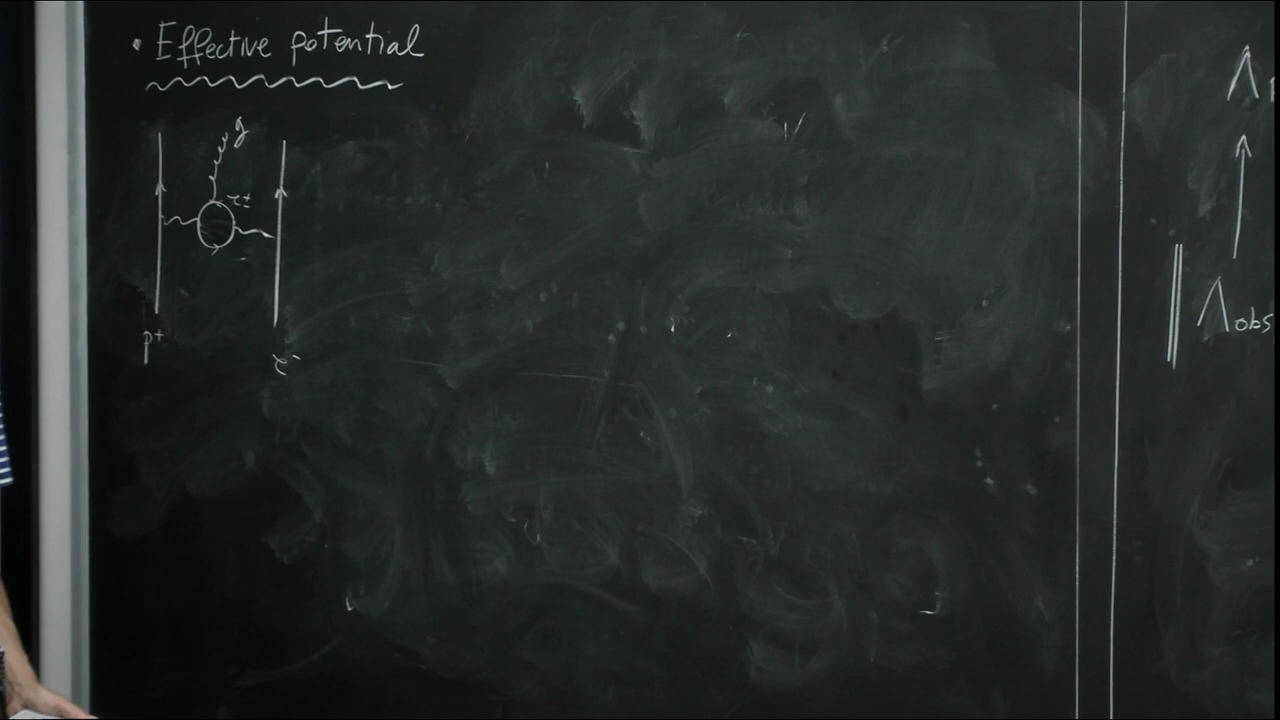 • Effective potential
g
e±
p⁺
e⁻
Λ
Λobs